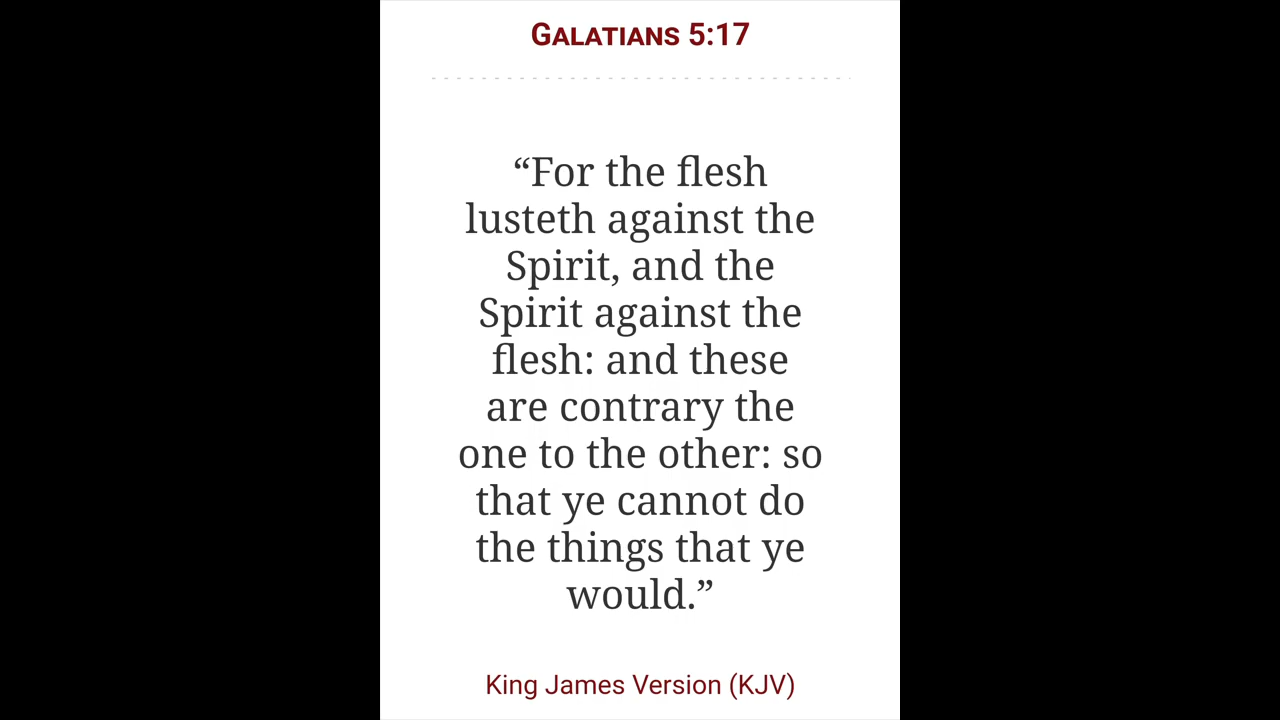 GALATIANS 5:17
“For the flesh
lusteth against the
Spirit, and the
Spirit against the
flesh: and these
are contrary the
one to the other: so
that ye cannot do
the things that ye
would.”
King James Version (KJV)